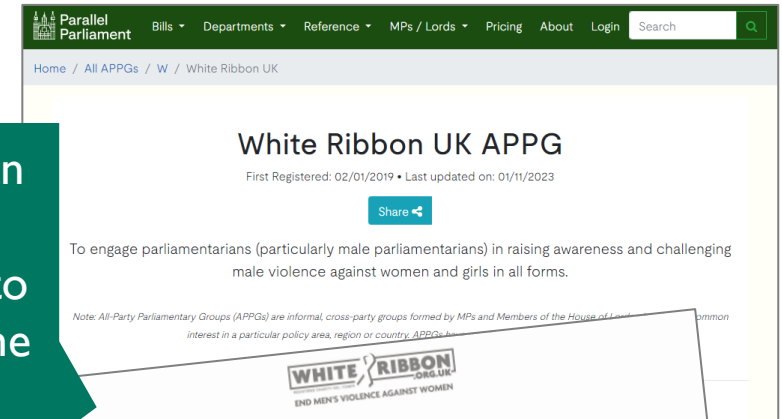 Parallel
Parliament
Bills Departments Reference MPs / Lords Pricing About Login Search
Home / All APPGs / W / White Ribbon UK
n
to
ne
White Ribbon UK APPG
First Registered: 02/01/2019 • Last updated on: 01/11/2023
Share
To engage parliamentarians (particularly male parliamentarians) in raising awareness and challenging
male violence against women and girls in all forms.
Note: All-Party Parliamentary Groups (APPGs) are informal, cross-party groups formed by MPs and Members of the House of
interest in a particular policy area, region or country. APPGs
WHITE RIBBON
.ORG.UK
END MEN'S VIOLENCE AGAINST WOMEN